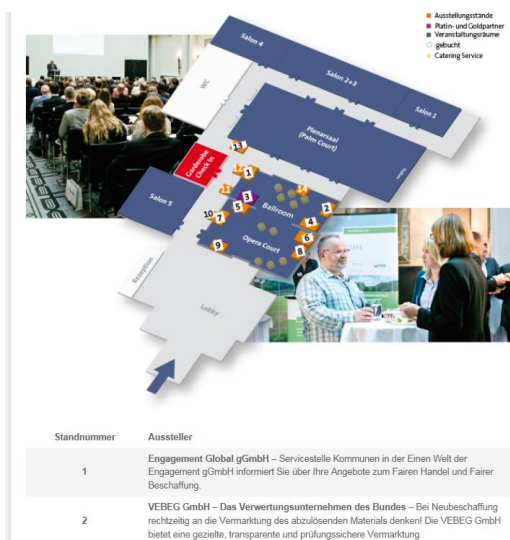 Ausstellungsstände
Platin- und Goldpartner
Veranstaltungsräume
gebucht
Catering Service
Salon 4
Salon 2+3
Salon 1
WC
Plenarsaal
(Palm Court)
Garderobe
Check In
13
12
1
11
14
3
Ballroom
2
5
10
7
4
Salon 5
6
Opera Court
9
8
Rezeption
Lobby
Standnummer Aussteller
Engagement Global gGmbH – Servicestelle Kommunen in der Einen Welt der
1 Engagement gGmbH informiert Sie über Ihre Angebote zum Fairen Handel und Fairer
Beschaffung.
VEBEG GmbH – Das Verwertungsunternehmen des Bundes – Bei Neubeschaffung
2 rechtzeitig an die Vermarktung des abzulösenden Materials denken! Die VEBEG GmbH
bietet eine gezielte, transparente und prüfungssichere Vermarktung